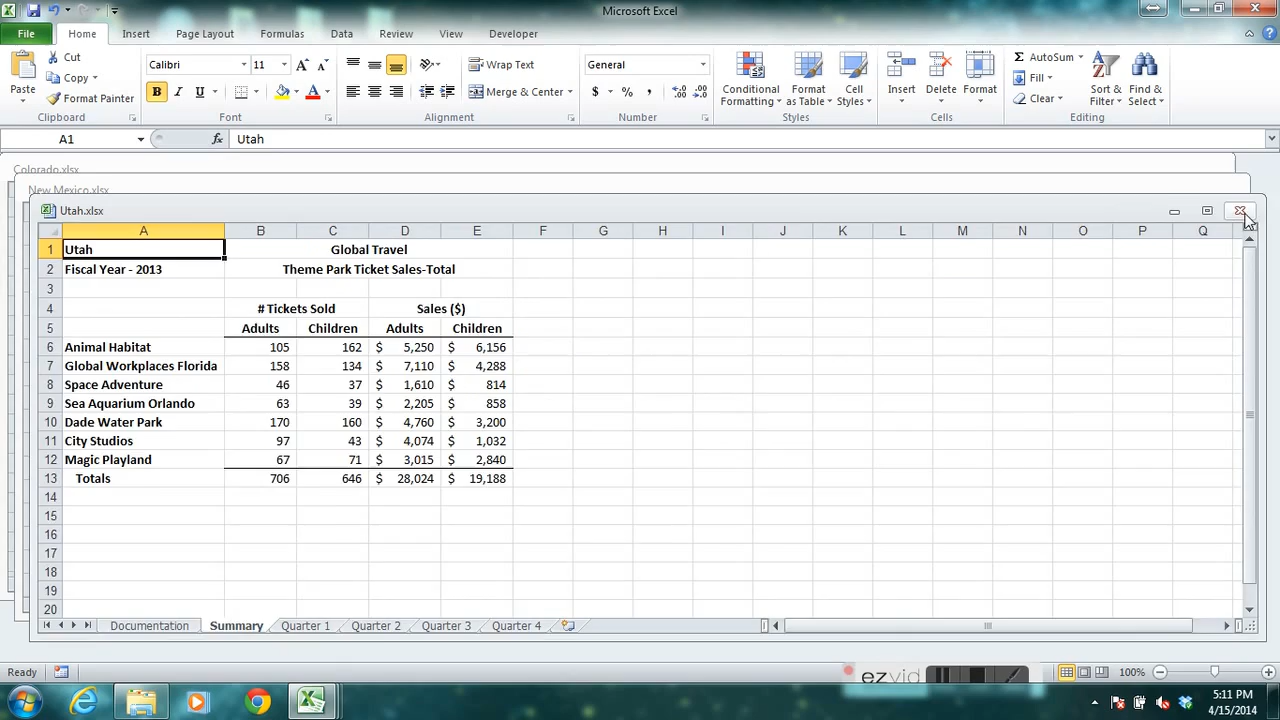 Microsoft Excel
File Home Insert Page Layout Formulas Data Review View Developer
Paste Cut Calibri 11 Wrap Text General Conditional Formatting Format as Table Cell Styles Insert Delete Format AutoSum Sort & Filter Find & Select
Copy Fill
Format Painter B I U A Merge & Center $ % , Clear
Clipboard Font Alignment Number Styles Cells Editing
A1 fx Utah
Colorado.xlsx
New Mexico.xlsx
Utah.xlsx
A B C D E F G H I J K L M N O P Q
1 Utah Global Travel
2 Fiscal Year - 2013 Theme Park Ticket Sales-Total
3
4 # Tickets Sold Sales ($)
5 Adults Children Adults Children
6 Animal Habitat 105 162 $ 5,250 $ 6,156
7 Global Workplaces Florida 158 134 $ 7,110 $ 4,288
8 Space Adventure 46 37 $ 1,610 $ 814
9 Sea Aquarium Orlando 63 39 $ 2,205 $ 858
10 Dade Water Park 170 160 $ 4,760 $ 3,200
11 City Studios 97 43 $ 4,074 $ 1,032
12 Magic Playland 67 71 $ 3,015 $ 2,840
13 Totals 706 646 $ 28,024 $ 19,188
14
15
16
17
18
19
20
Documentation Summary Quarter 1 Quarter 2 Quarter 3 Quarter 4
Ready ezvid 100%
5:11 PM
4/15/2014